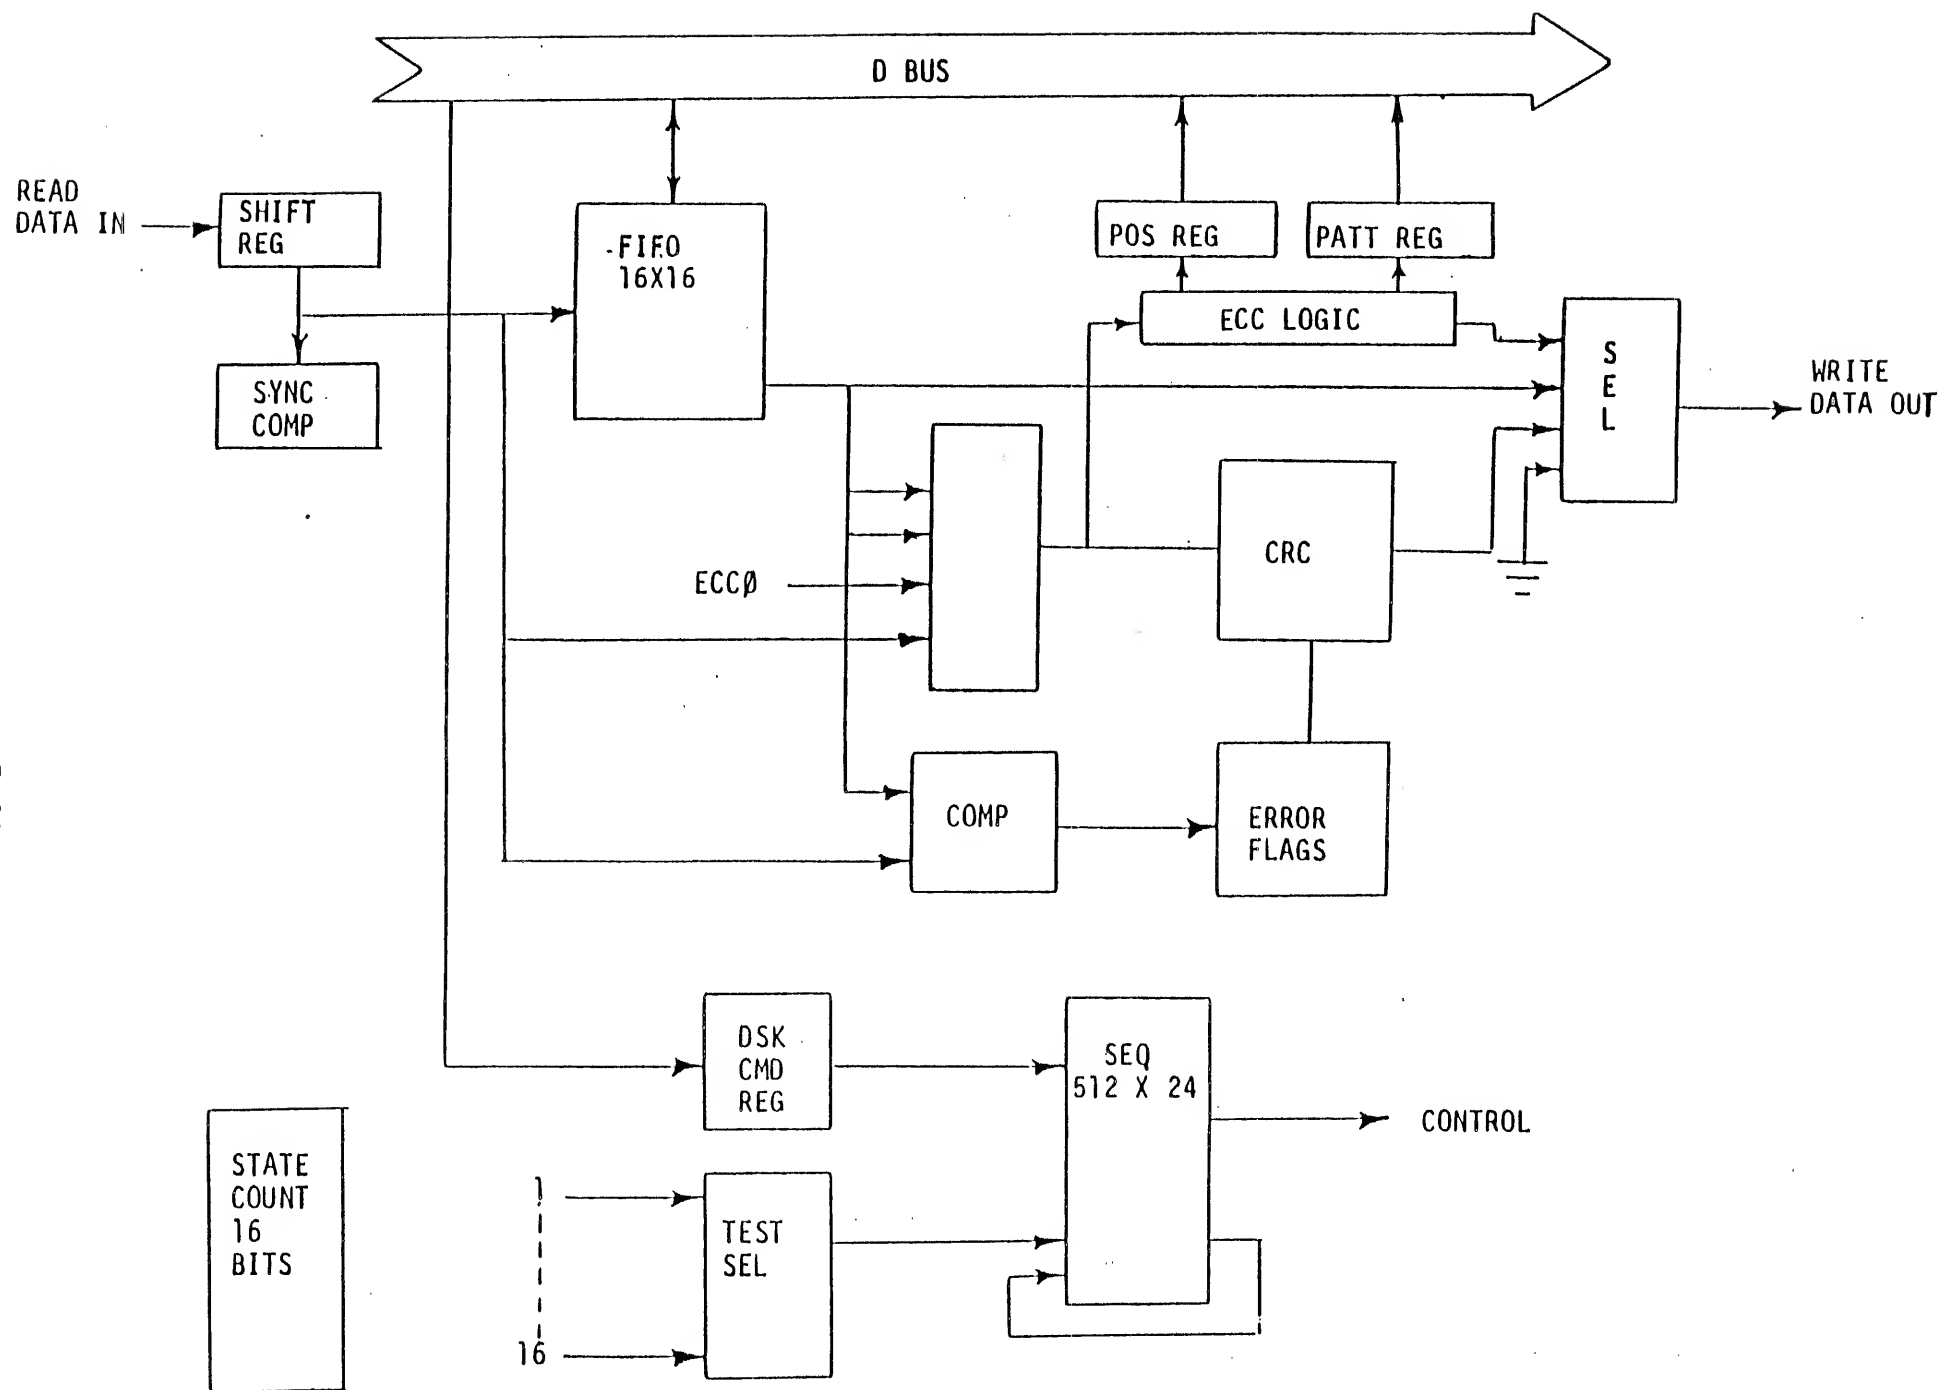 D BUS
READ
DATA IN
SHIFT
REG
SYNC
COMP
FIFO
16X16
POS REG
PATT REG
ECC LOGIC
S
E
L
WRITE
DATA OUT
ECCØ
CRC
COMP
ERROR
FLAGS
DSK
CMD
REG
SEQ
512 X 24
CONTROL
STATE
COUNT
16
BITS
1
16
TEST
SEL